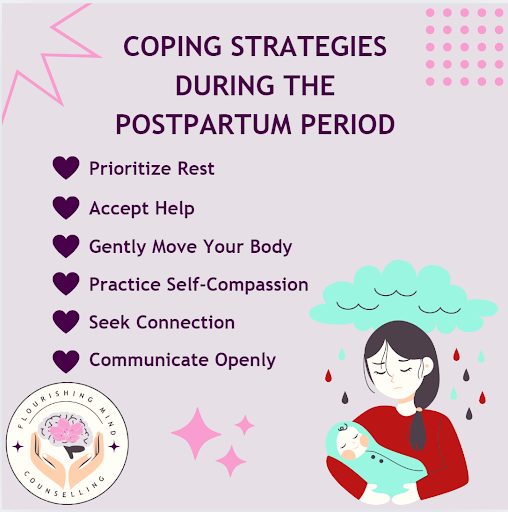 COPING STRATEGIES
DURING THE
POSTPARTUM PERIOD
Prioritize Rest
Accept Help
Gently Move Your Body
Practice Self-Compassion
Seek Connection
Communicate Openly
FLOURISHING MIND
COUNSELLING